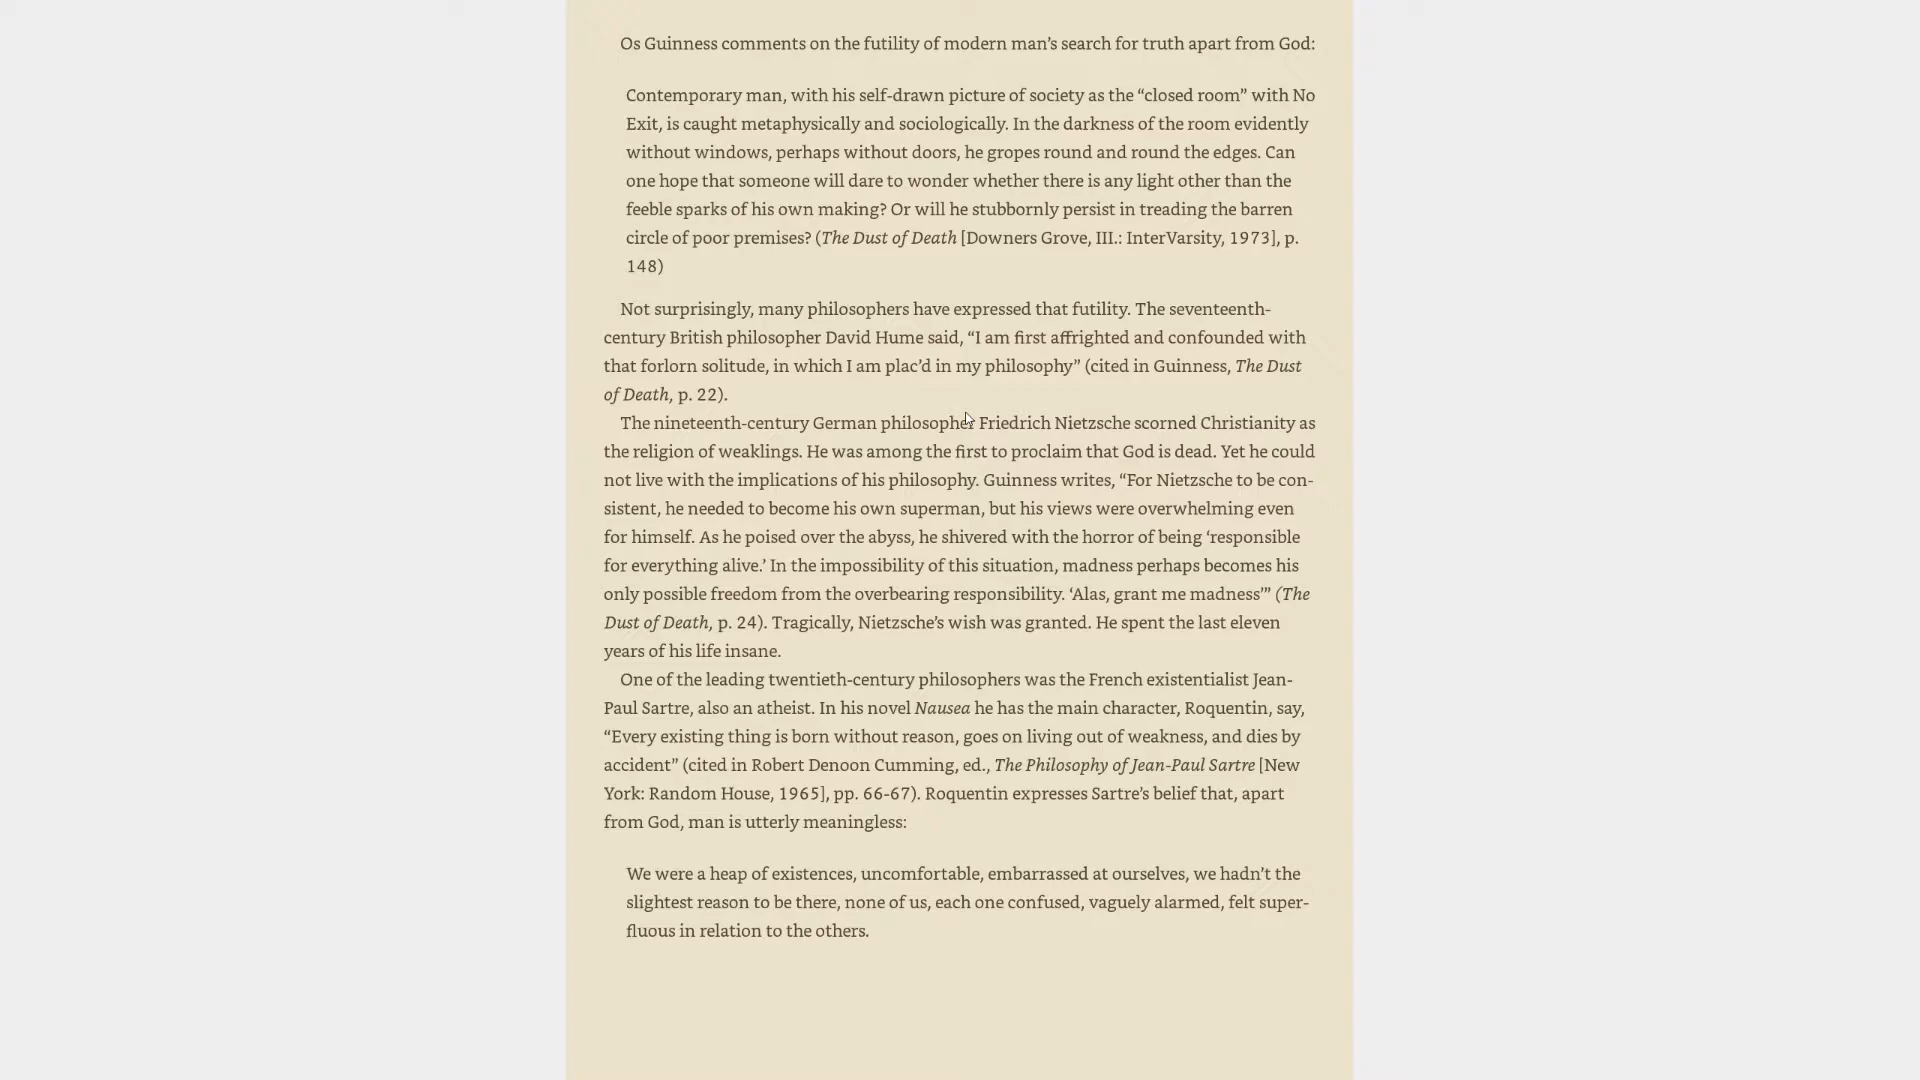 Os Guinness comments on the futility of modern man’s search for truth apart from God:
Contemporary man, with his self-drawn picture of society as the “closed room” with No
Exit, is caught metaphysically and sociologically. In the darkness of the room evidently
without windows, perhaps without doors, he gropes round and round the edges. Can
one hope that someone will dare to wonder whether there is any light other than the
feeble sparks of his own making? Or will he stubbornly persist in treading the barren
circle of poor premises? (The Dust of Death [Downers Grove, III.: InterVarsity, 1973], p.
148)
Not surprisingly, many philosophers have expressed that futility. The seventeenth-
century British philosopher David Hume said, “I am first affrighted and confounded with
that forlorn solitude, in which I am plac’d in my philosophy” (cited in Guinness, The Dust
of Death, p. 22).
The nineteenth-century German philosopher Friedrich Nietzsche scorned Christianity as
the religion of weaklings. He was among the first to proclaim that God is dead. Yet he could
not live with the implications of his philosophy. Guinness writes, “For Nietzsche to be con-
sistent, he needed to become his own superman, but his views were overwhelming even
for himself. As he poised over the abyss, he shivered with the horror of being ‘responsible
for everything alive.’ In the impossibility of this situation, madness perhaps becomes his
only possible freedom from the overbearing responsibility. ‘Alas, grant me madness’” (The
Dust of Death, p. 24). Tragically, Nietzsche’s wish was granted. He spent the last eleven
years of his life insane.
One of the leading twentieth-century philosophers was the French existentialist Jean-
Paul Sartre, also an atheist. In his novel Nausea he has the main character, Roquentin, say,
“Every existing thing is born without reason, goes on living out of weakness, and dies by
accident” (cited in Robert Denoon Cumming, ed., The Philosophy of Jean-Paul Sartre [New
York: Random House, 1965], pp. 66-67). Roquentin expresses Sartre’s belief that, apart
from God, man is utterly meaningless:
We were a heap of existences, uncomfortable, embarrassed at ourselves, we hadn’t the
slightest reason to be there, none of us, each one confused, vaguely alarmed, felt super-
fluous in relation to the others.